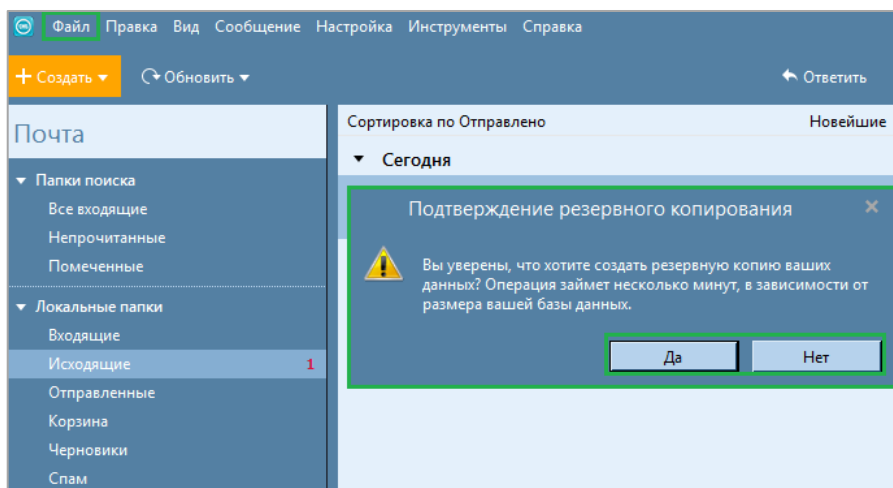 Файл Правка Вид Сообщение Настройка Инструменты Справка
Создать Обновить Ответить
Почта
Сортировка по Отправлено Новейшие
Сегодня
Папки поиска
Все входящие
Непрочитанные
Помеченные
Локальные папки
Входящие
Исходящие 1
Отправленные
Корзина
Черновики
Спам
Подтверждение резервного копирования
Вы уверены, что хотите создать резервную копию ваших
данных? Операция займет несколько минут, в зависимости от
размера вашей базы данных.
Да Нет